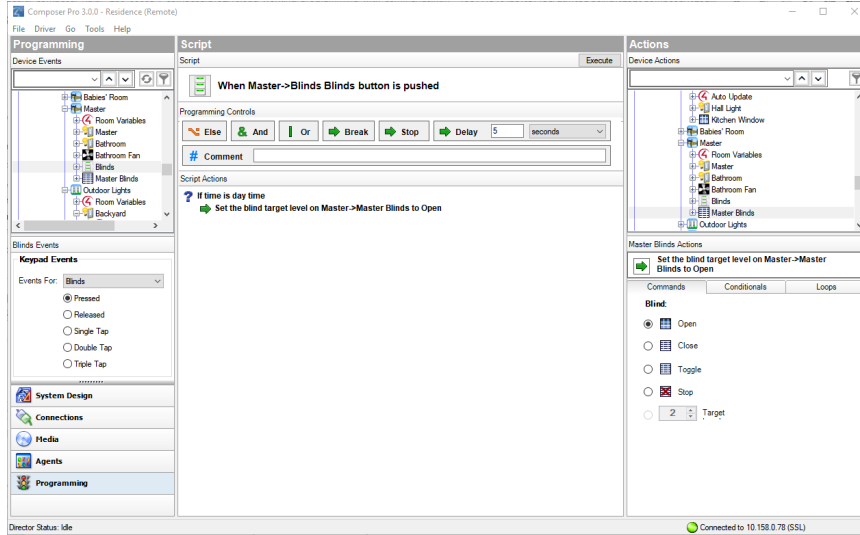 Composer Pro 3.0.0 - Residence (Remote)
File Driver Go Tools Help
Programming
Device Events
Babies' Room
Master
Room Variables
Master
Bathroom
Bathroom Fan
Blinds
Master Blinds
Outdoor Lights
Room Variables
Backyard
Blinds Events
Keypad Events
Events For: Blinds
Pressed
Released
Single Tap
Double Tap
Triple Tap
System Design
Connections
Media
Agents
Programming
Script
Script Execute
When Master->Blinds Blinds button is pushed
Programming Controls
Else & And Or Break Stop Delay 5 seconds
# Comment
Script Actions
? If time is day time
Set the blind target level on Master->Master Blinds to Open
Actions
Device Actions
Auto Update
Hall Light
Kitchen Window
Babies' Room
Master
Room Variables
Master
Bathroom
Bathroom Fan
Blinds
Master Blinds
Outdoor Lights
Master Blinds Actions
Set the blind target level on Master->Master
Blinds to Open
Commands Conditionals Loops
Blind:
Open
Close
Toggle
Stop
2 Target
Director Status: Idle
Connected to 10.158.0.78 (SSL)